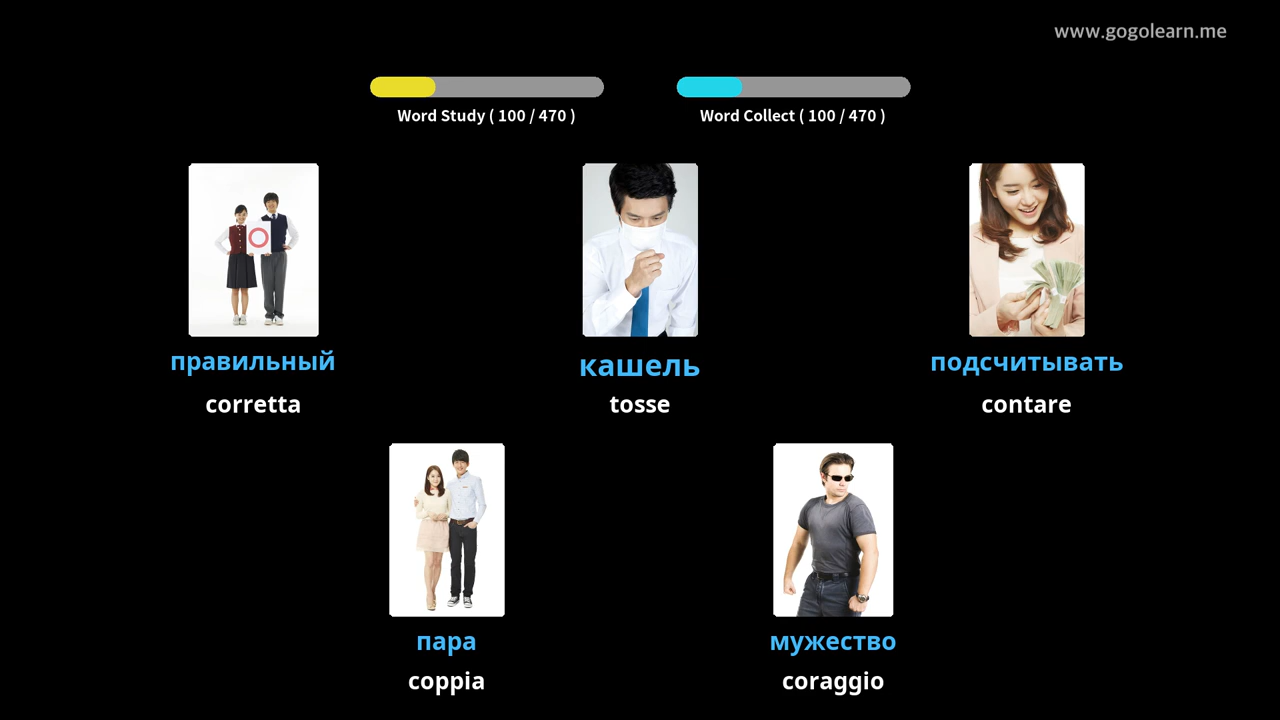 www.gogolearn.me
Word Study ( 100 / 470 )
Word Collect ( 100 / 470 )
правильный
corretta
кашель
tosse
подсчитывать
contare
пара
coppia
мужество
coraggio